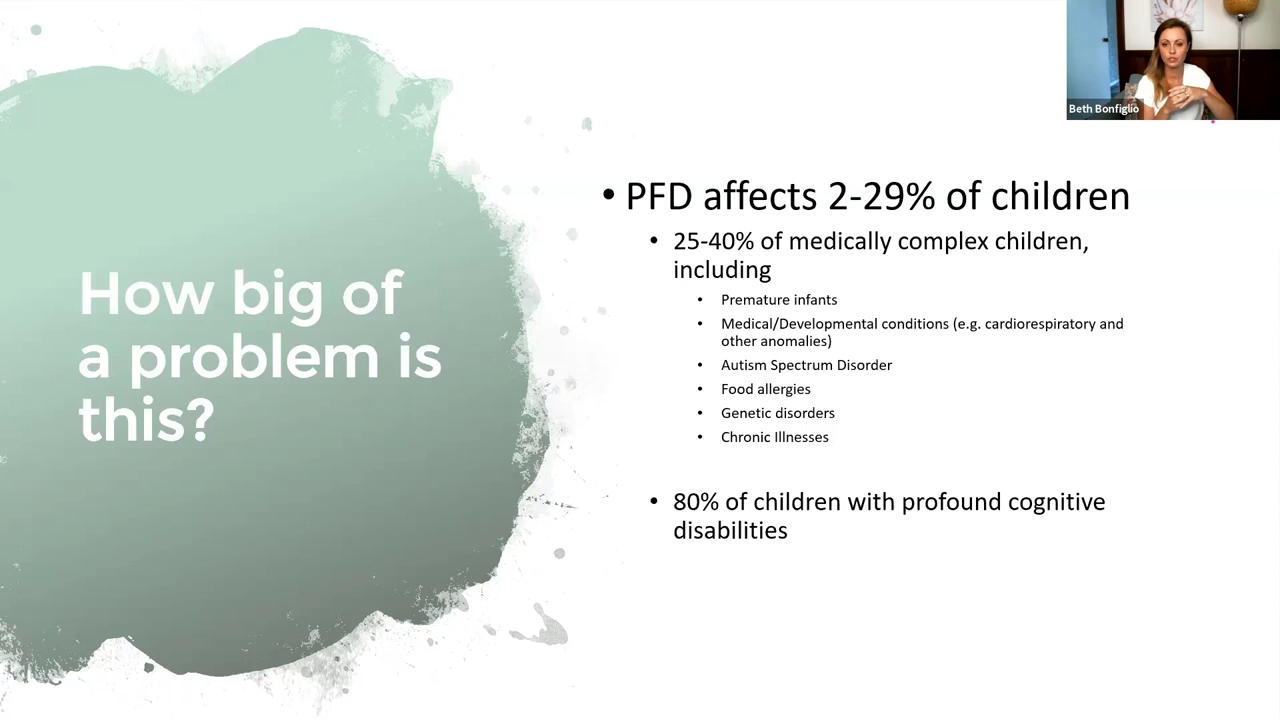 Beth Bonfiglio
How big of
a problem is
this?
• PFD affects 2-29% of children
• 25-40% of medically complex children,
including
• Premature infants
• Medical/Developmental conditions (e.g. cardiorespiratory and
other anomalies)
• Autism Spectrum Disorder
• Food allergies
• Genetic disorders
• Chronic Illnesses
• 80% of children with profound cognitive
disabilities